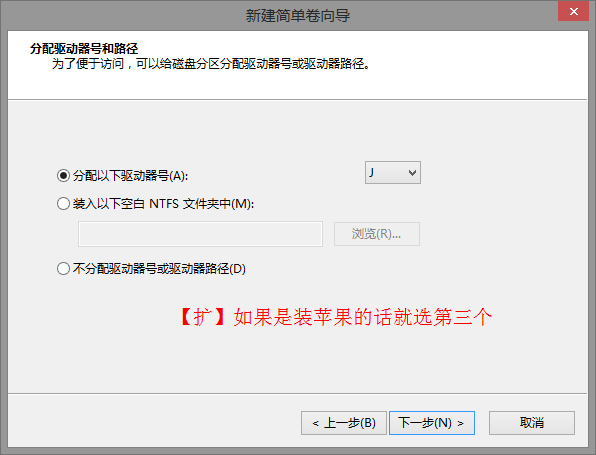 新建简单卷向导
分配驱动器号和路径
为了便于访问，可以给磁盘分区分配驱动器号或驱动器路径。
分配以下驱动器号(A):
J
装入以下空白 NTFS 文件夹中(M):
浏览(R)...
不分配驱动器号或驱动器路径(D)
【扩】如果是装苹果的话就选第三个
< 上一步(B)
下一步(N) >
取消